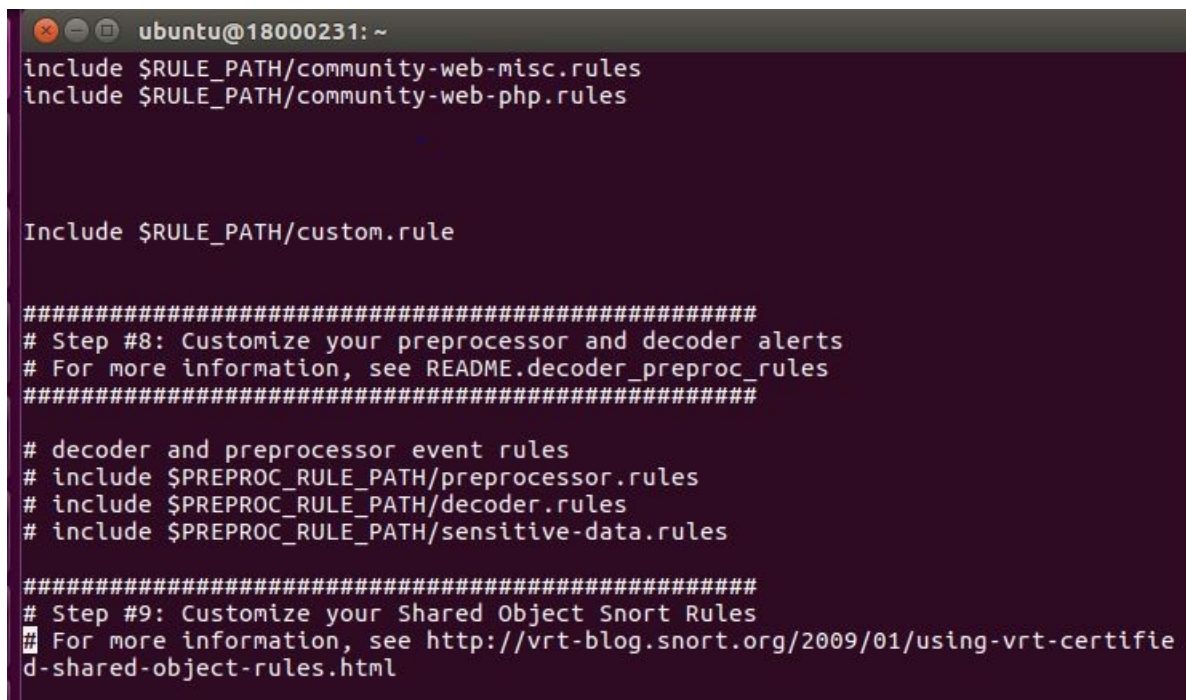 ubuntu@18000231: ~
include $RULE_PATH/community-web-misc.rules
include $RULE_PATH/community-web-php.rules
Include $RULE_PATH/custom.rule
###################################################
# Step #8: Customize your preprocessor and decoder alerts
# For more information, see README.decoder_preproc_rules
###################################################
# decoder and preprocessor event rules
# include $PREPROC_RULE_PATH/preprocessor.rules
# include $PREPROC_RULE_PATH/decoder.rules
# include $PREPROC_RULE_PATH/sensitive-data.rules
###################################################
# Step #9: Customize your Shared Object Snort Rules
# For more information, see http://vrt-blog.snort.org/2009/01/using-vrt-certifie
d-shared-object-rules.html